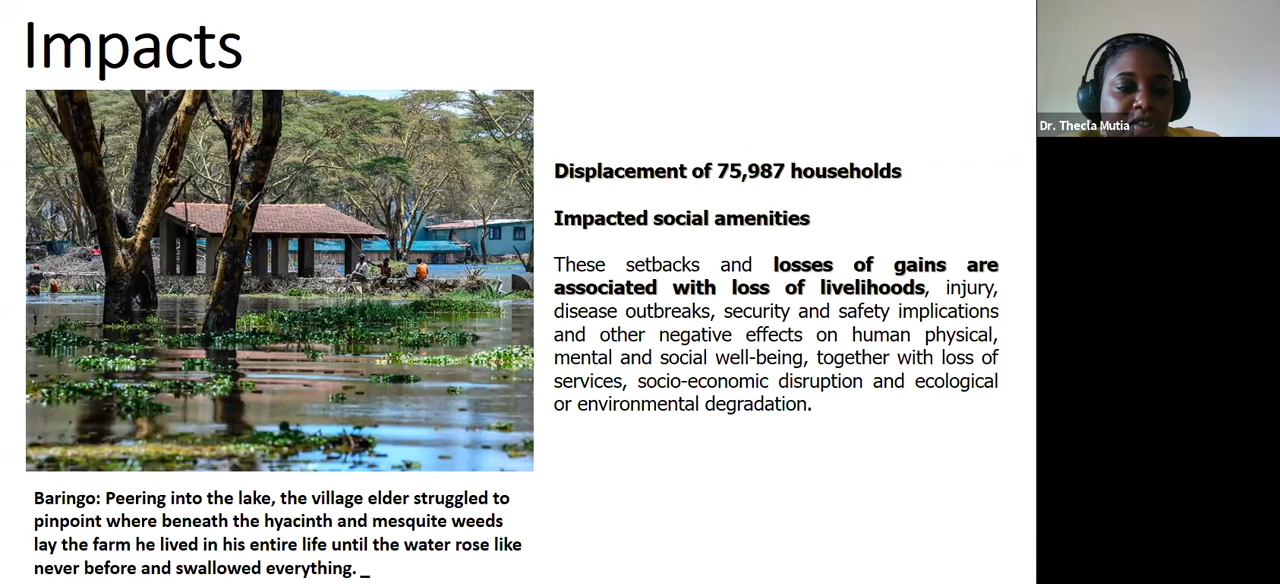 Impacts
Displacement of 75,987 households
Impacted social amenities
These setbacks and losses of gains are
associated with loss of livelihoods, injury,
disease outbreaks, security and safety implications
and other negative effects on human physical,
mental and social well-being, together with loss of
services, socio-economic disruption and ecological
or environmental degradation.
Baringo: Peering into the lake, the village elder struggled to
pinpoint where beneath the hyacinth and mesquite weeds
lay the farm he lived in his entire life until the water rose like
never before and swallowed everything. _
Dr. Thecla Mutia